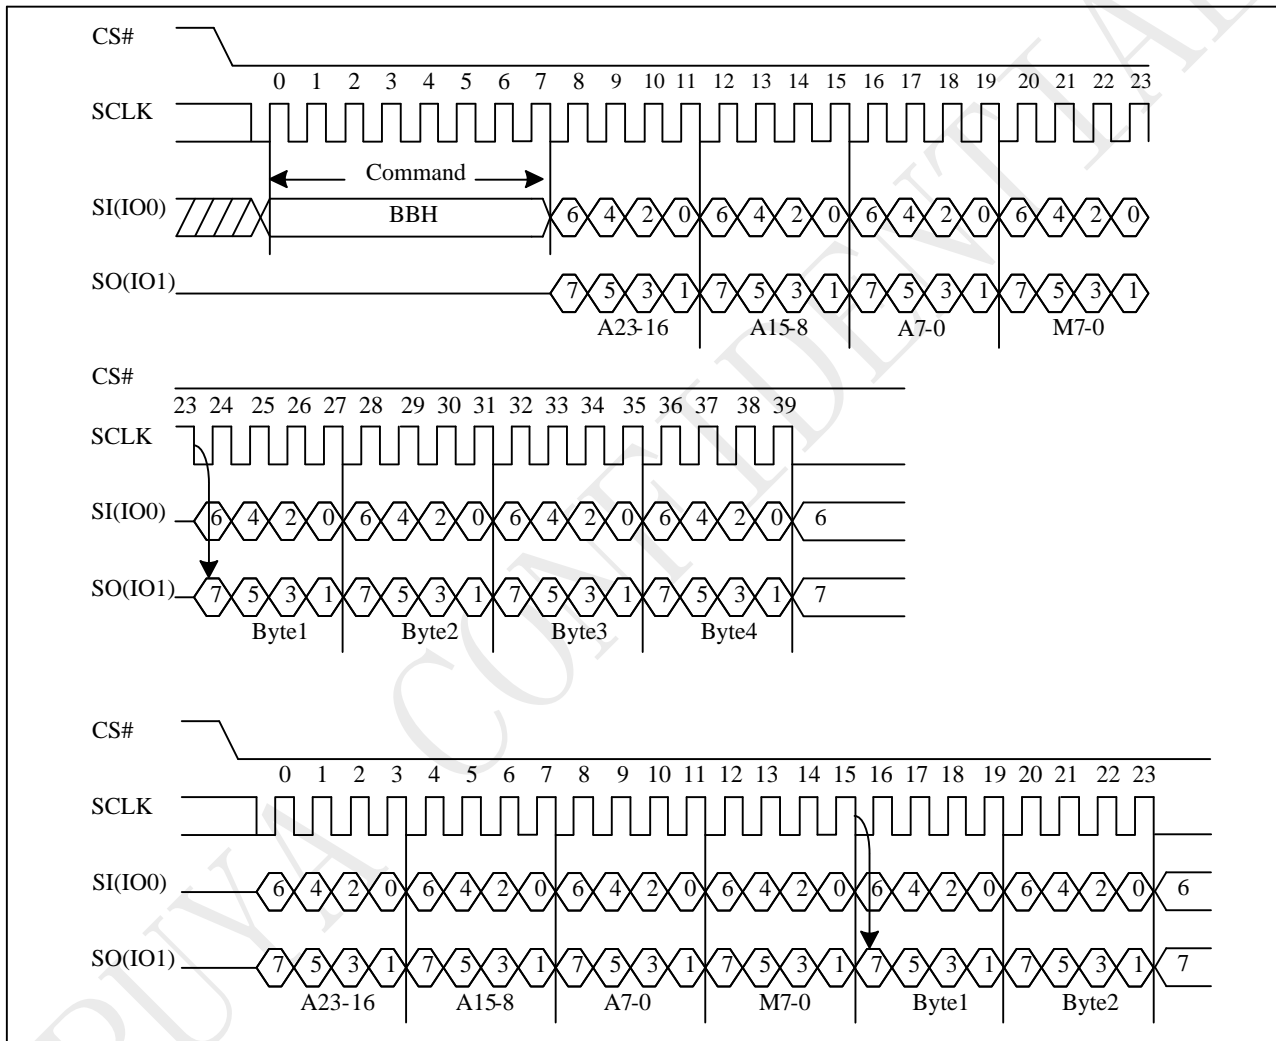 CS#
0 1 2 3 4 5 6 7 8 9 10 11 12 13 14 15 16 17 18 19 20 21 22 23
SCLK
Command
SI(IO0) BBH 6 4 2 0 6 4 2 0 6 4 2 0 6 4 2 0
SO(IO1) 7 5 3 1 7 5 3 1 7 5 3 1 7 5 3 1
A23-16 A15-8 A7-0 M7-0
CS#
23 24 25 26 27 28 29 30 31 32 33 34 35 36 37 38 39
SCLK
SI(IO0) 6 4 2 0 6 4 2 0 6 4 2 0 6 4 2 0 6
SO(IO1) 7 5 3 1 7 5 3 1 7 5 3 1 7 5 3 1 7
Byte1 Byte2 Byte3 Byte4
CS#
0 1 2 3 4 5 6 7 8 9 10 11 12 13 14 15 16 17 18 19 20 21 22 23
SCLK
SI(IO0) 6 4 2 0 6 4 2 0 6 4 2 0 6 4 2 0 6 4 2 0 6 4 2 0 6
SO(IO1) 7 5 3 1 7 5 3 1 7 5 3 1 7 5 3 1 7 5 3 1 7 5 3 1 7
A23-16 A15-8 A7-0 M7-0 Byte1 Byte2
PUYA CONFIDENTIAL